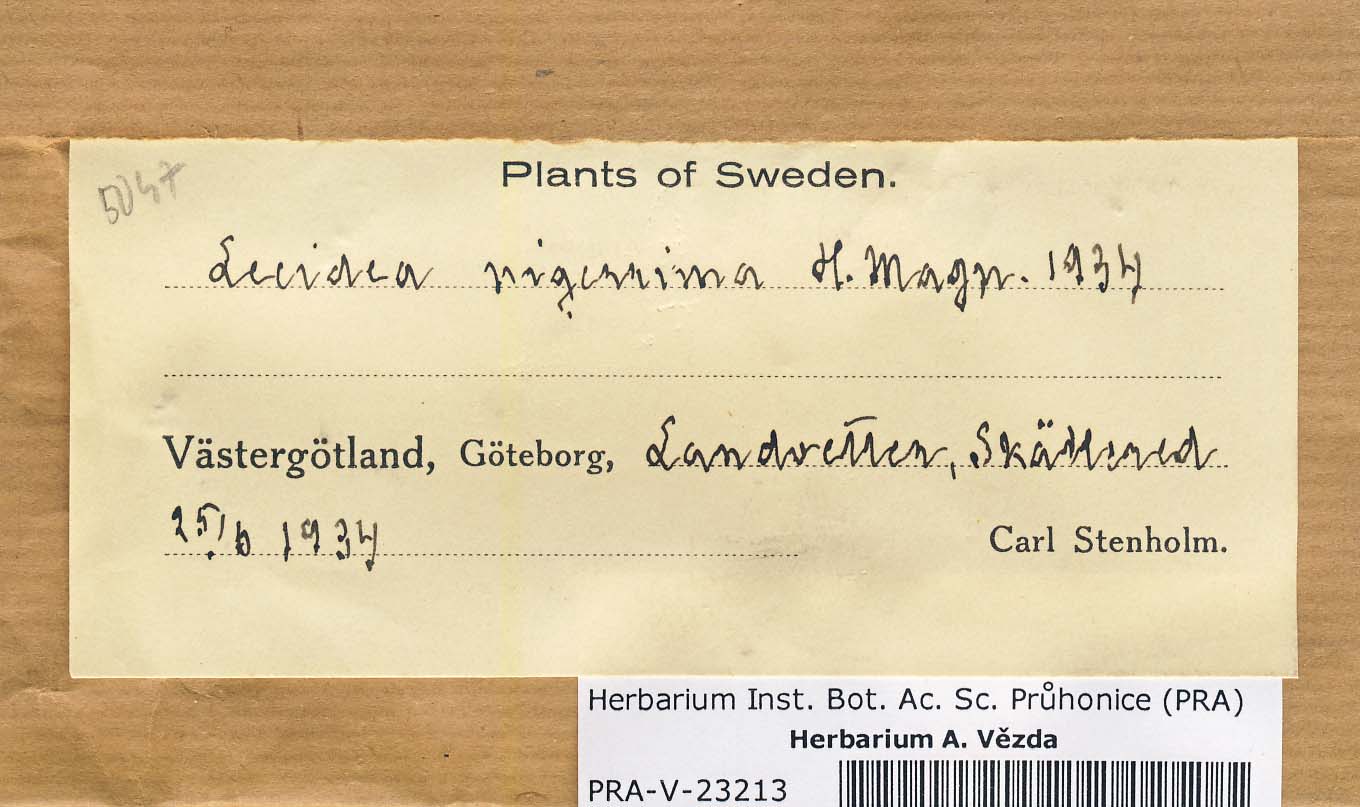 5047
Plants of Sweden.
Lecidea nigerrima H. Magn. 1934
Västergötland, Göteborg, Landvetter, Skällered
25/6 1934
Carl Stenholm.
Herbarium Inst. Bot. Ac. Sc. Průhonice (PRA)
Herbarium A. Vězda
PRA-V-23213